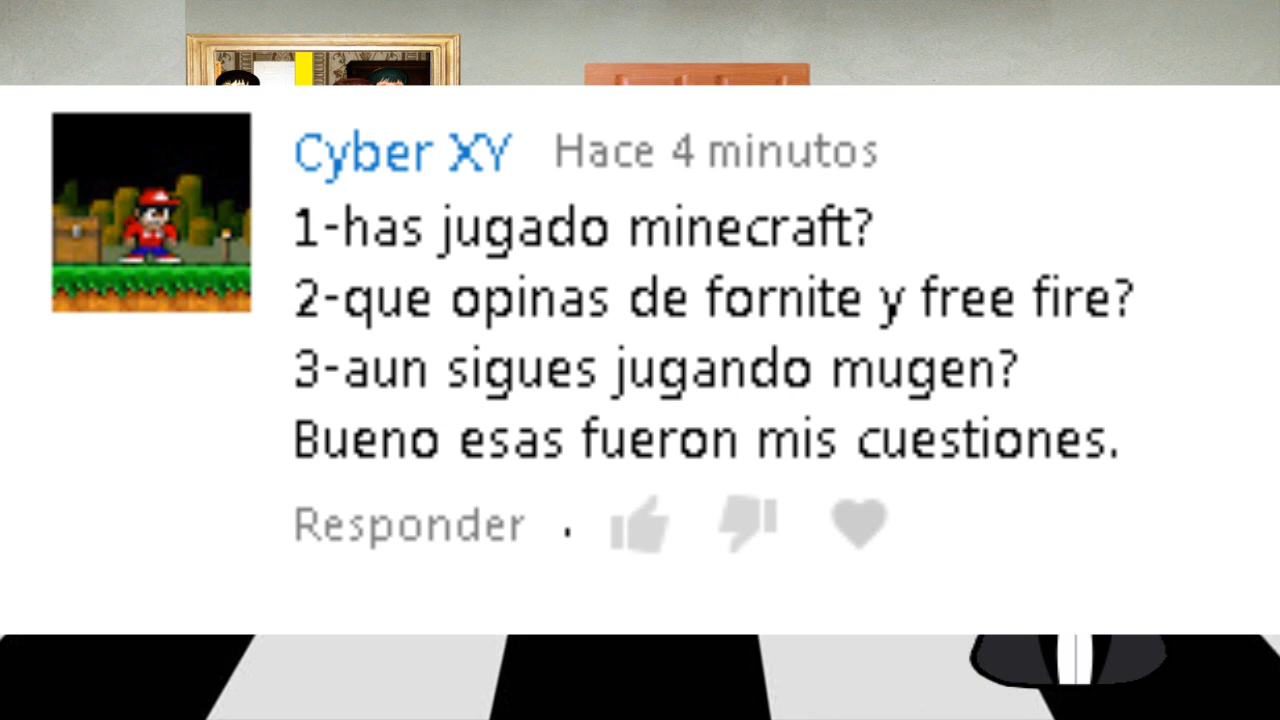 Cyber XY Hace 4 minutos
1-has jugado minecraft?
2-que opinas de fornite y free fire?
3-aun sigues jugando mugen?
Bueno esas fueron mis cuestiones.
Responder .